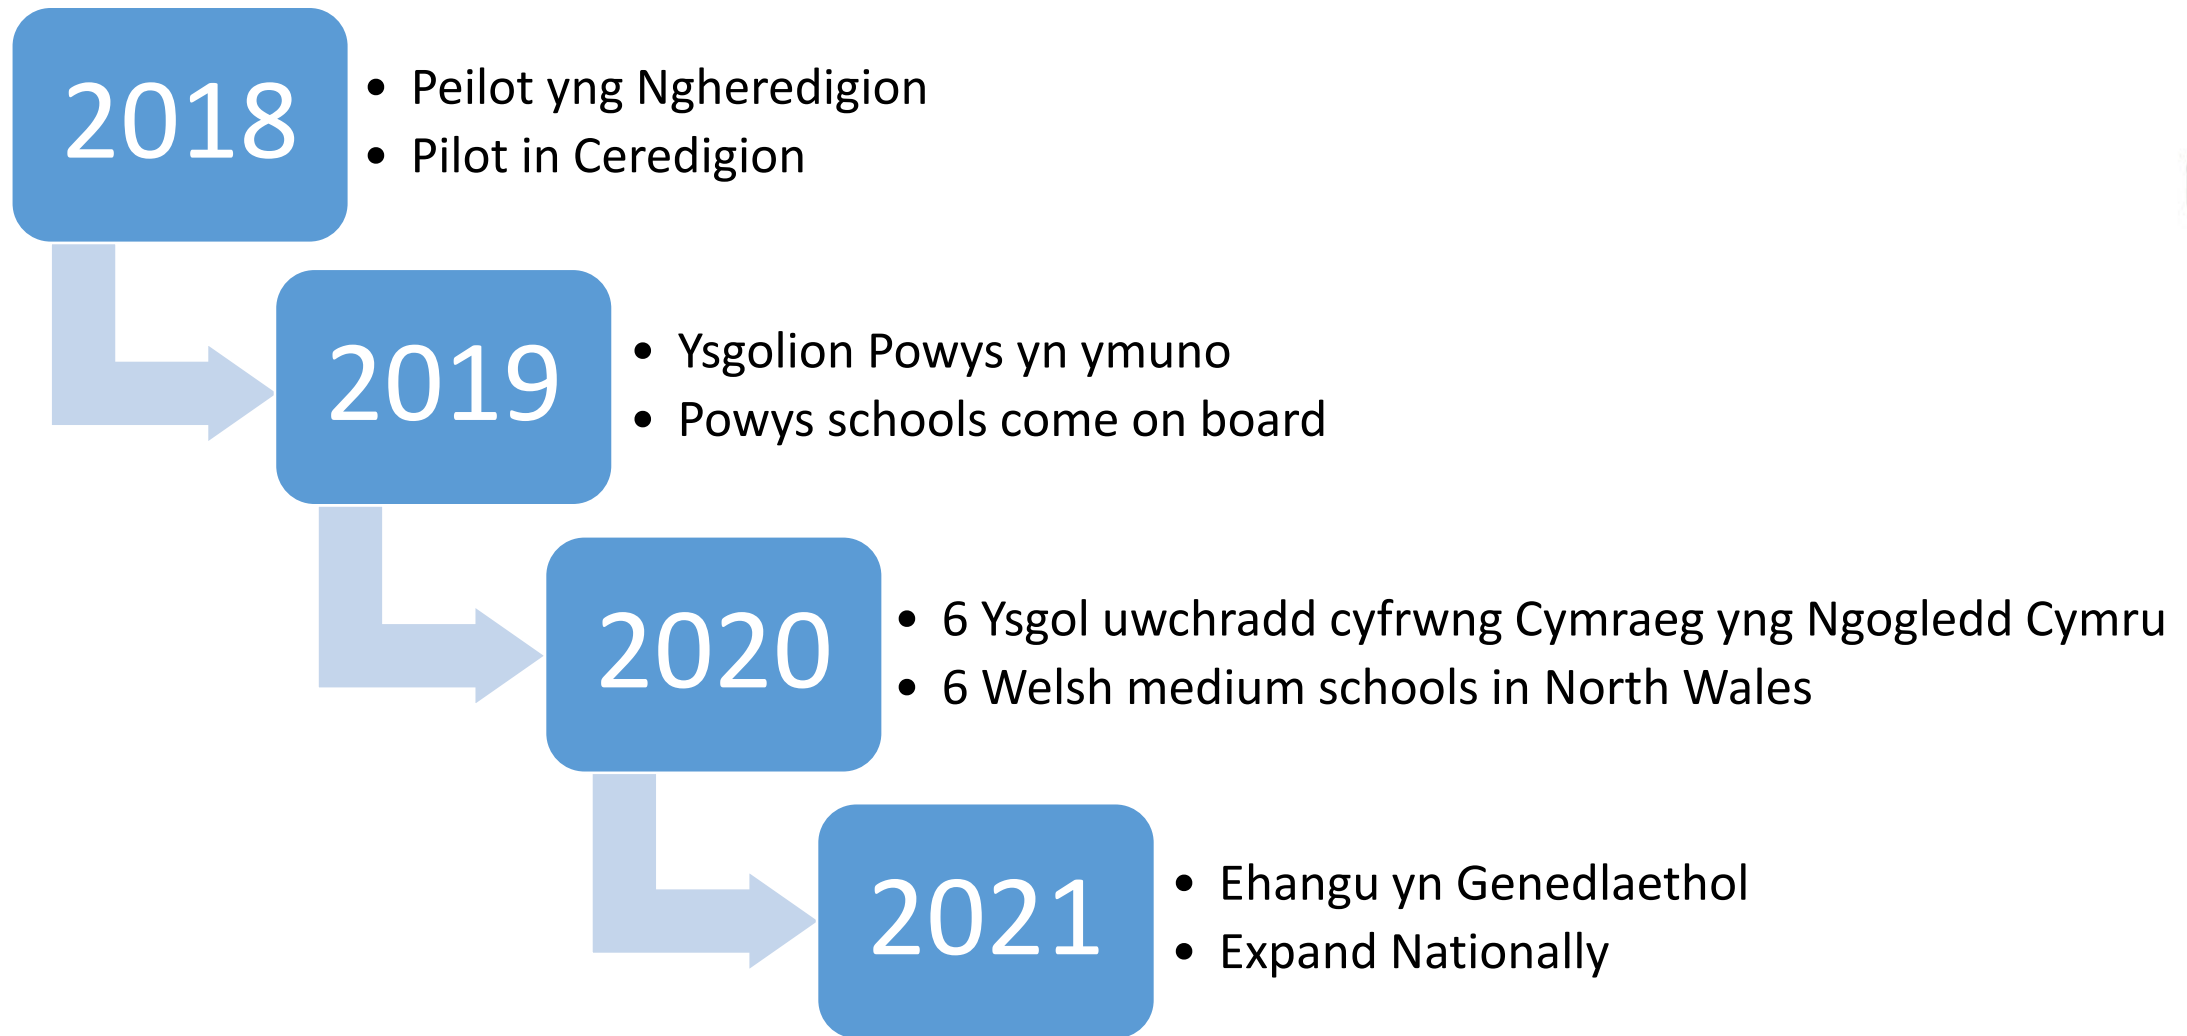 2018
• Peilot yng Ngheredigion
• Pilot in Ceredigion
2019
• Ysgolion Powys yn ymuno
• Powys schools come on board
2020
• 6 Ysgol uwchradd cyfrwng Cymraeg yng Ngogledd Cymru
• 6 Welsh medium schools in North Wales
2021
• Ehangu yn Genedlaethol
• Expand Nationally